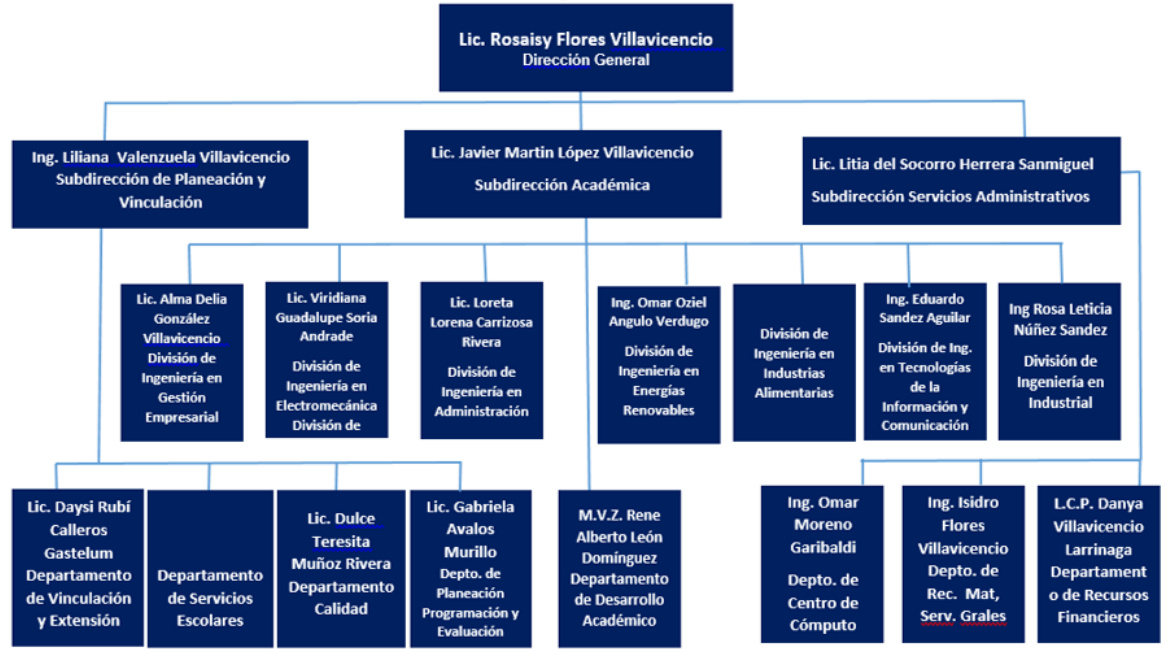 Lic. Rosaisy Flores Villavicencio
Dirección General
Ing. Liliana Valenzuela Villavicencio
Subdirección de Planeación y
Vinculación
Lic. Javier Martin López Villavicencio
Subdirección Académica
Lic. Litia del Socorro Herrera Sanmiguel
Subdirección Servicios Administrativos
Lic. Alma Delia
González
Villavicencio
División de
Ingeniería en
Gestión
Empresarial
Lic. Viridiana
Guadalupe Soria
Andrade
División de
Ingeniería en
Electromecánica
División de
Lic. Loreta
Lorena Carrizosa
Rivera
División de
Ingeniería en
Administración
Ing. Omar Oziel
Angulo Verdugo
División de
Ingeniería en
Energías
Renovables
División de
Ingeniería en
Industrias
Alimentarias
Ing. Eduardo
Sandez Aguilar
División de Ing.
en Tecnologías
de la
Información y
Comunicación
Ing Rosa Leticia
Núñez Sandez
División de
Ingeniería en
Industrial
Lic. Daysi Rubí
Calleros
Gastelum
Departamento
de Vinculación
y Extensión
Departamento
de Servicios
Escolares
Lic. Dulce
Teresita
Muñoz Rivera
Departamento
Calidad
Lic. Gabriela
Avalos
Murillo
Depto. de
Planeación
Programación y
Evaluación
M.V.Z. Rene
Alberto León
Domínguez
Departamento
de Desarrollo
Académico
Ing. Omar
Moreno
Garibaldi
Depto. de
Centro de
Cómputo
Ing. Isidro
Flores
Villavicencio
Depto. de
Rec. Mat,
Serv. Grales
L.C.P. Danya
Villavicencio
Larrinaga
Departament
o de Recursos
Financieros